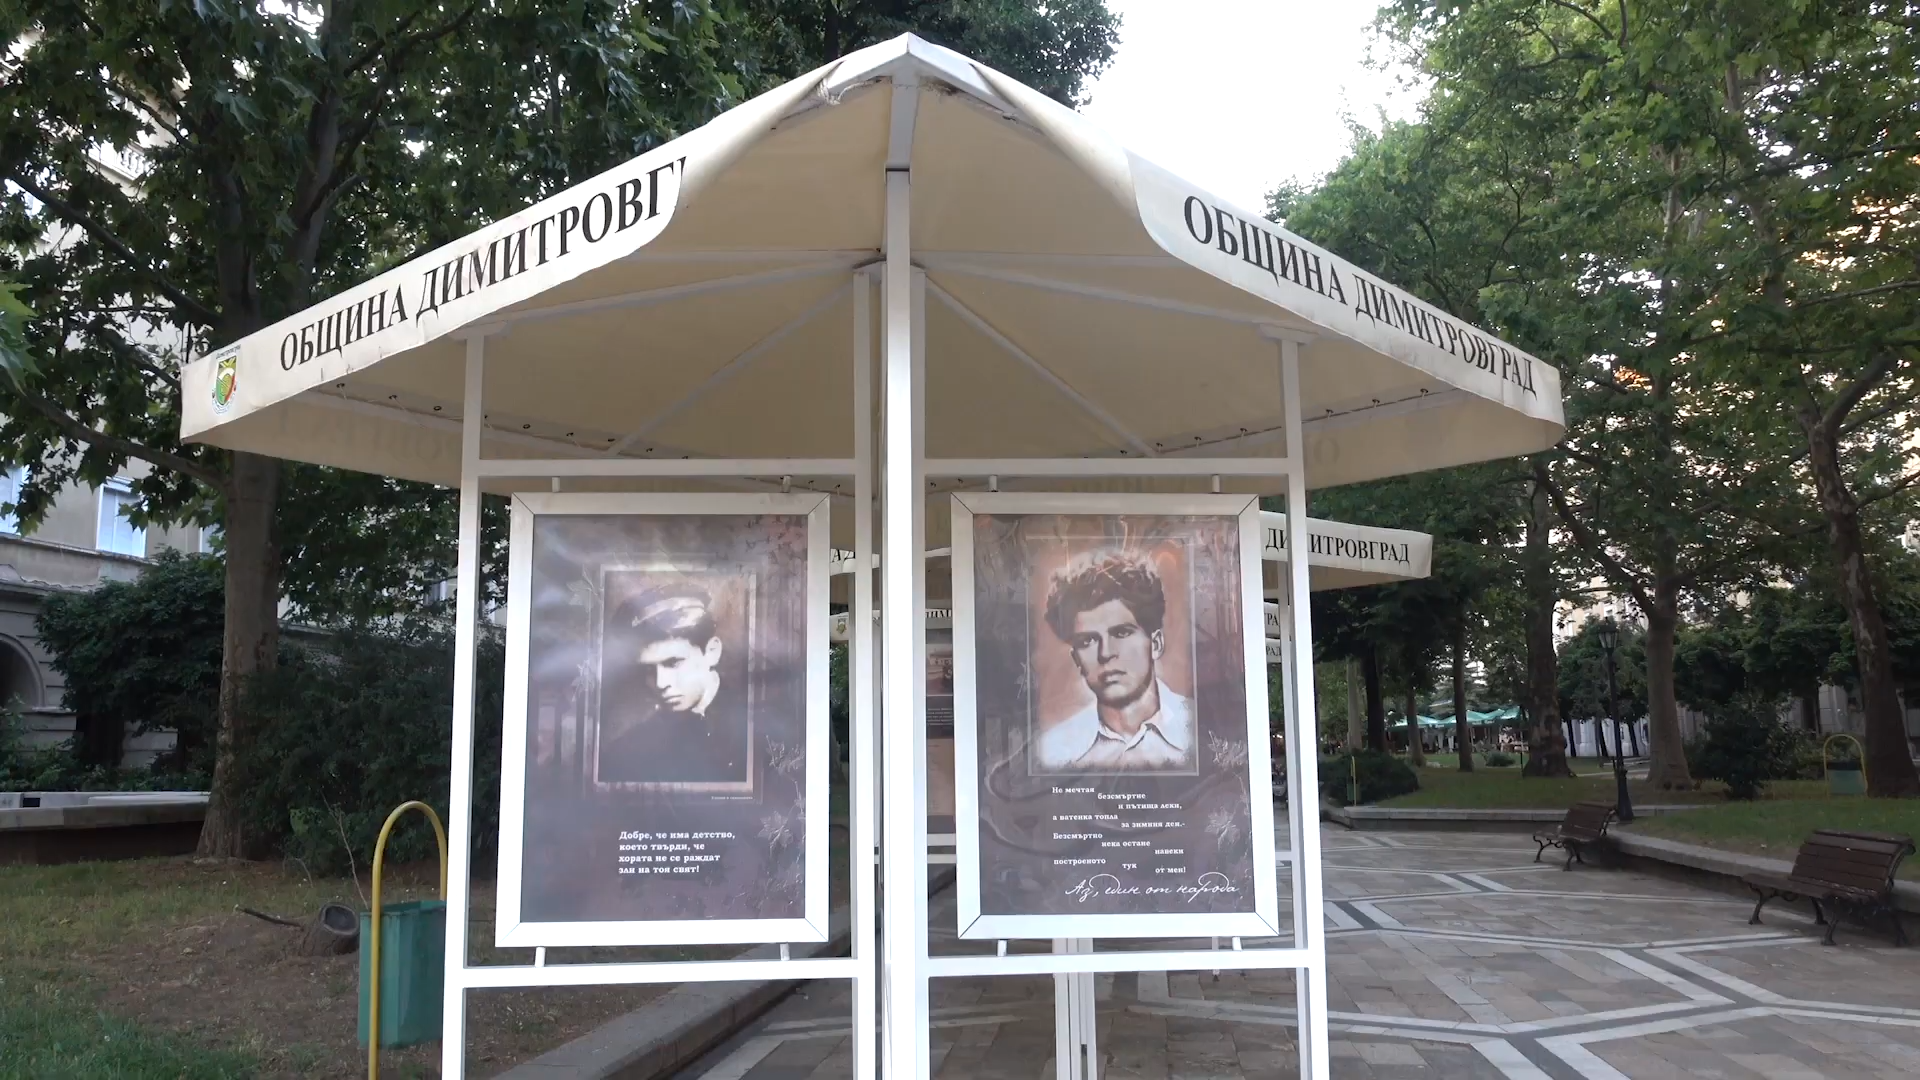 ОБЩИНА ДИМИТРОВГ
ОБЩИНА ДИМИТРОВГРАД
ДИМИТРОВГРАД
Добре, че има детство,
което твърди, че
хората не се раждат
зли на тоя свят!
Не мечтая
безсмъртие
и пътища леки,
а ватенка топла
за зимния ден.-
Безсмъртно
нека остане
навеки
построеното
тук
от мен!
Аз, един от народа